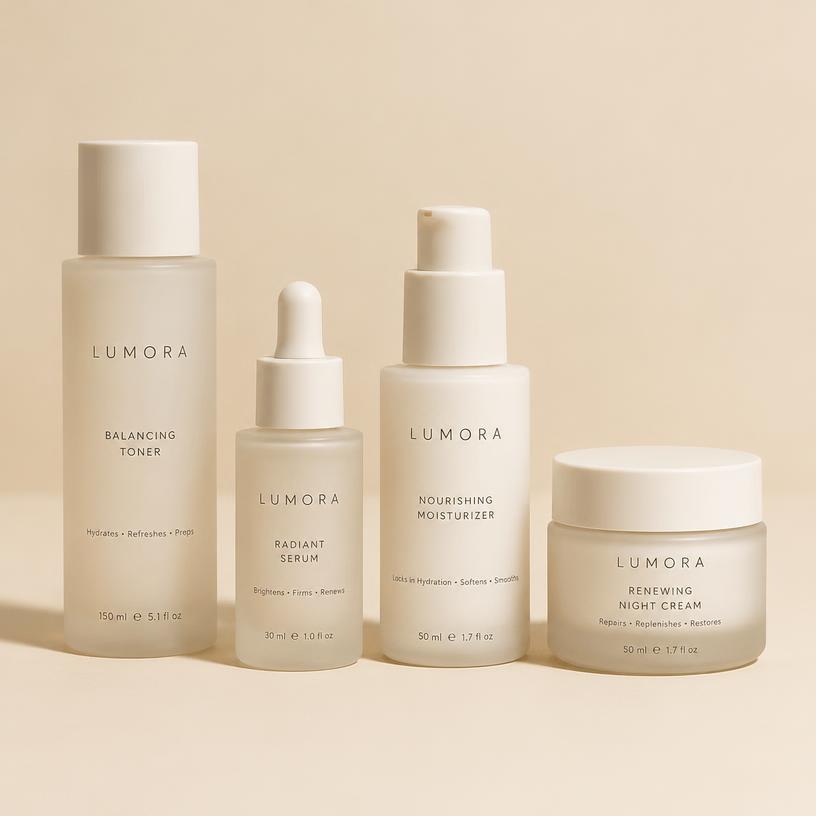 LUMORA
BALANCING
TONER
Hydrates • Refreshes • Preps
150 ml ℮ 5.1 fl oz
LUMORA
RADIANT
SERUM
Brightens • Firms • Renews
30 ml ℮ 1.0 fl oz
LUMORA
NOURISHING
MOISTURIZER
Locks in Hydration • Softens • Smooths
50 ml ℮ 1.7 fl oz
LUMORA
RENEWING
NIGHT CREAM
Repairs • Replenishes • Restores
50 ml ℮ 1.7 fl oz